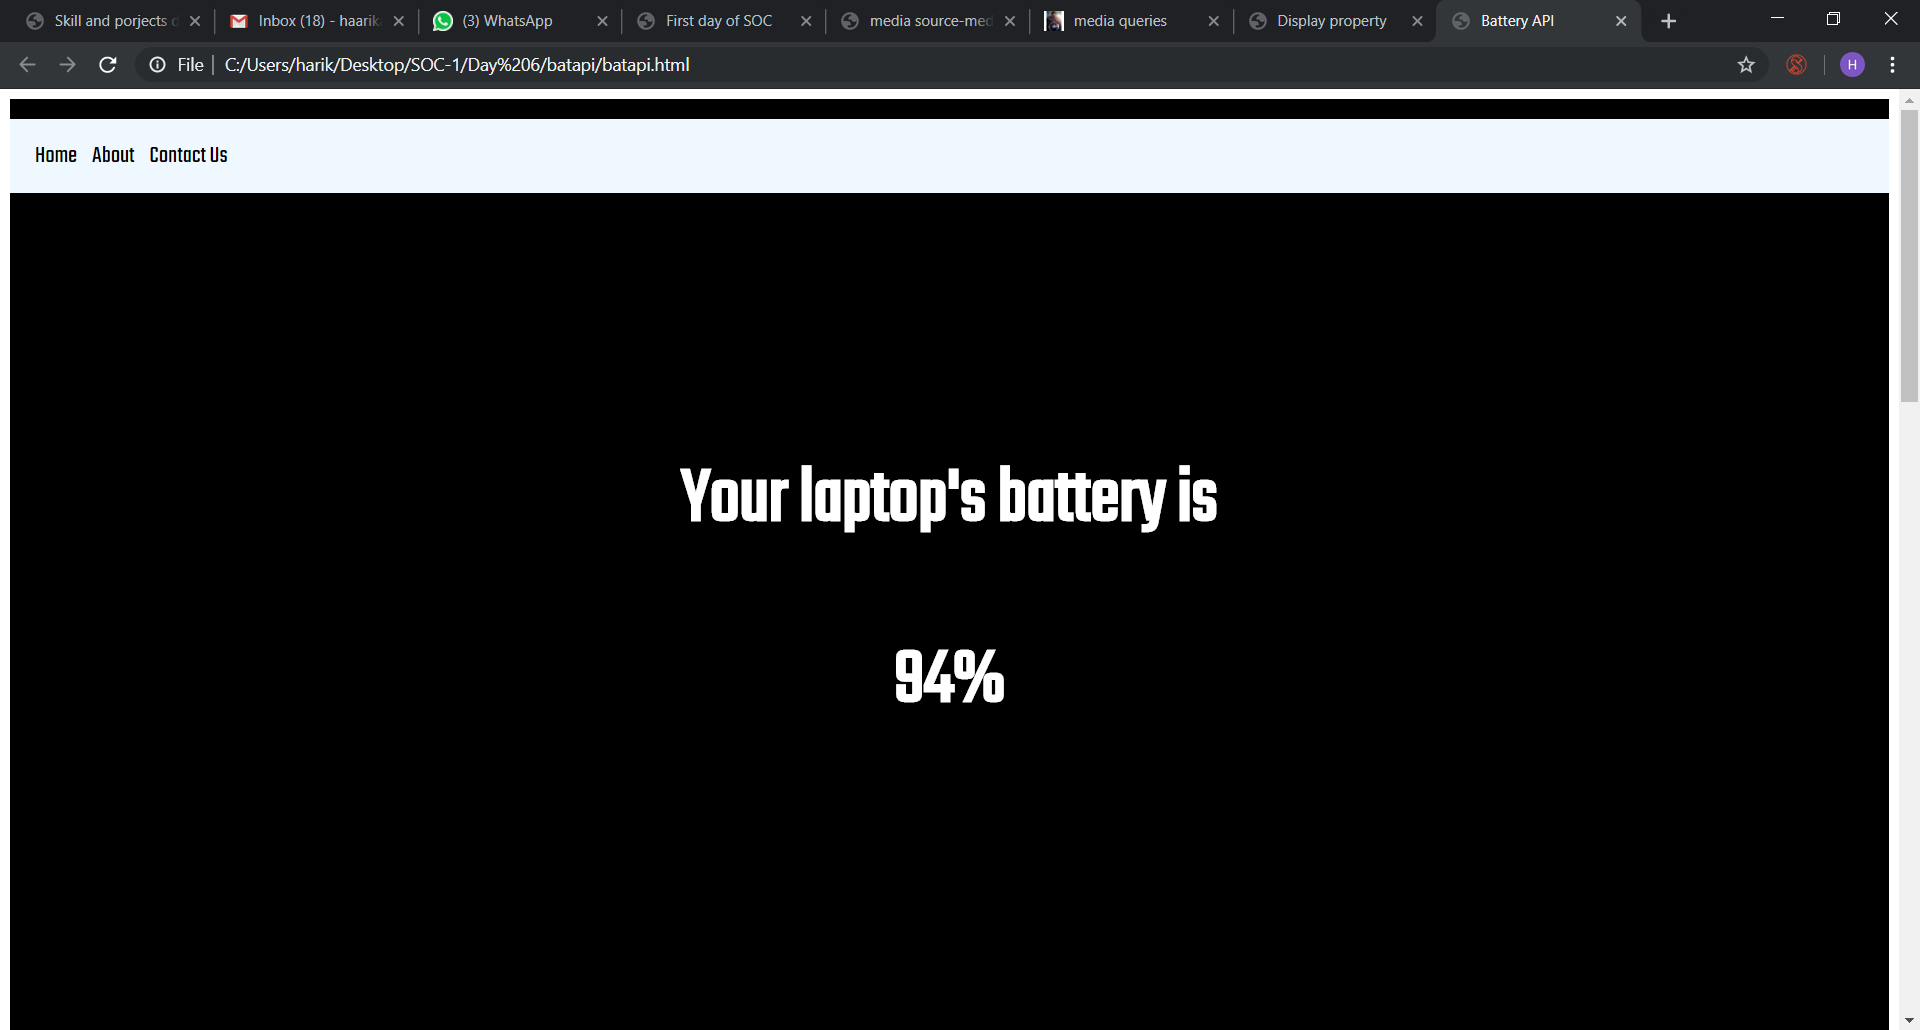 Skill and porjects d
Inbox (18) - haarik
(3) WhatsApp
First day of SOC
media source-med
media queries
Display property
Battery API
File
C:/Users/harik/Desktop/SOC-1/Day%206/batapi/batapi.html
H
Home About Contact Us
Your laptop's battery is
94%